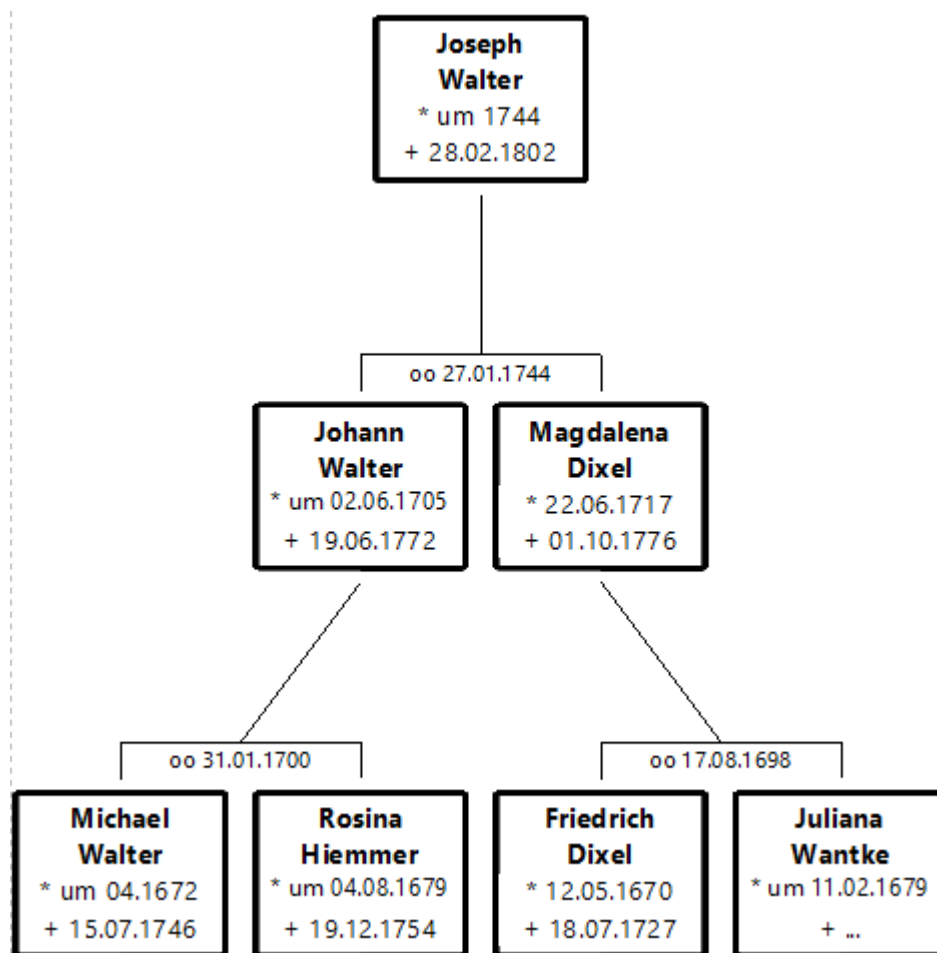 Joseph
Walter
* um 1744
+ 28.02.1802
oo 27.01.1744
Johann
Walter
* um 02.06.1705
+ 19.06.1772
Magdalena
Dixel
* 22.06.1717
+ 01.10.1776
oo 31.01.1700
oo 17.08.1698
Michael
Walter
* um 04.1672
+ 15.07.1746
Rosina
Hiemmer
* um 04.08.1679
+ 19.12.1754
Friedrich
Dixel
* 12.05.1670
+ 18.07.1727
Juliana
Wantke
* um 11.02.1679
+ ...